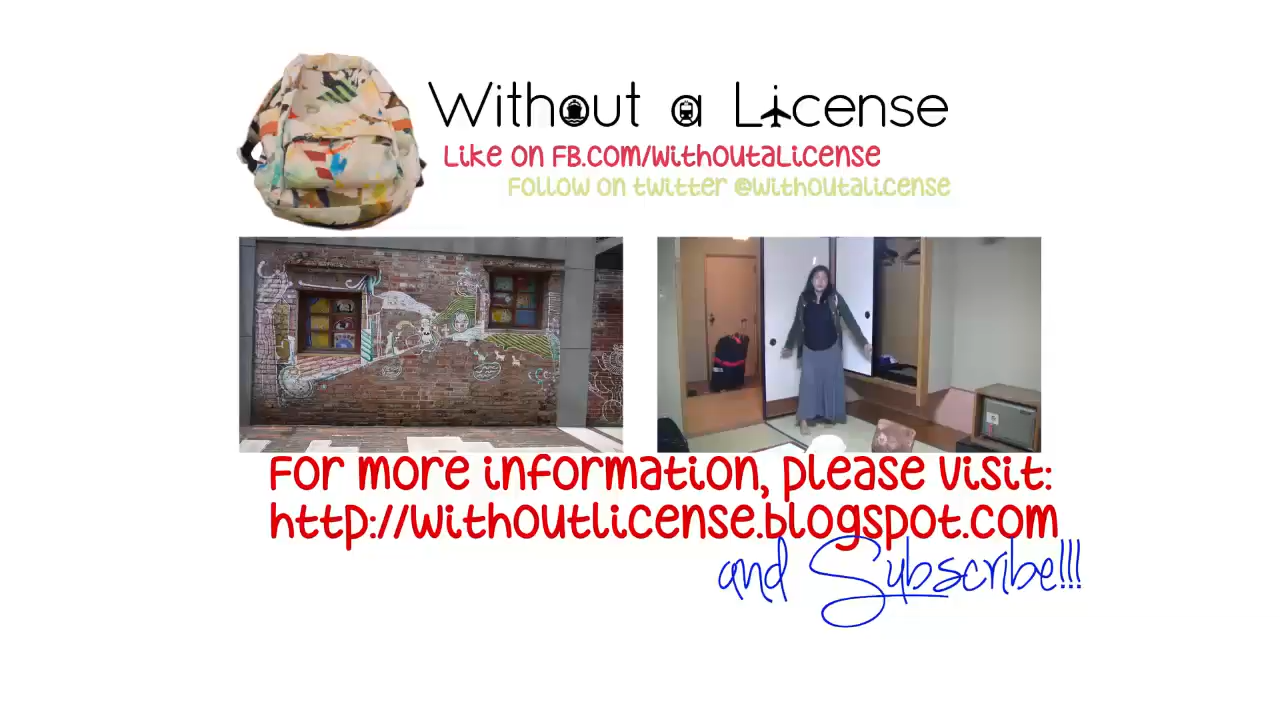 Without a License
Like on FB.com/withoutalicense
Follow on twitter @withoutalicense
For more information, please visit:
http://withoutlicense.blogspot.com
and Subscribe!!!